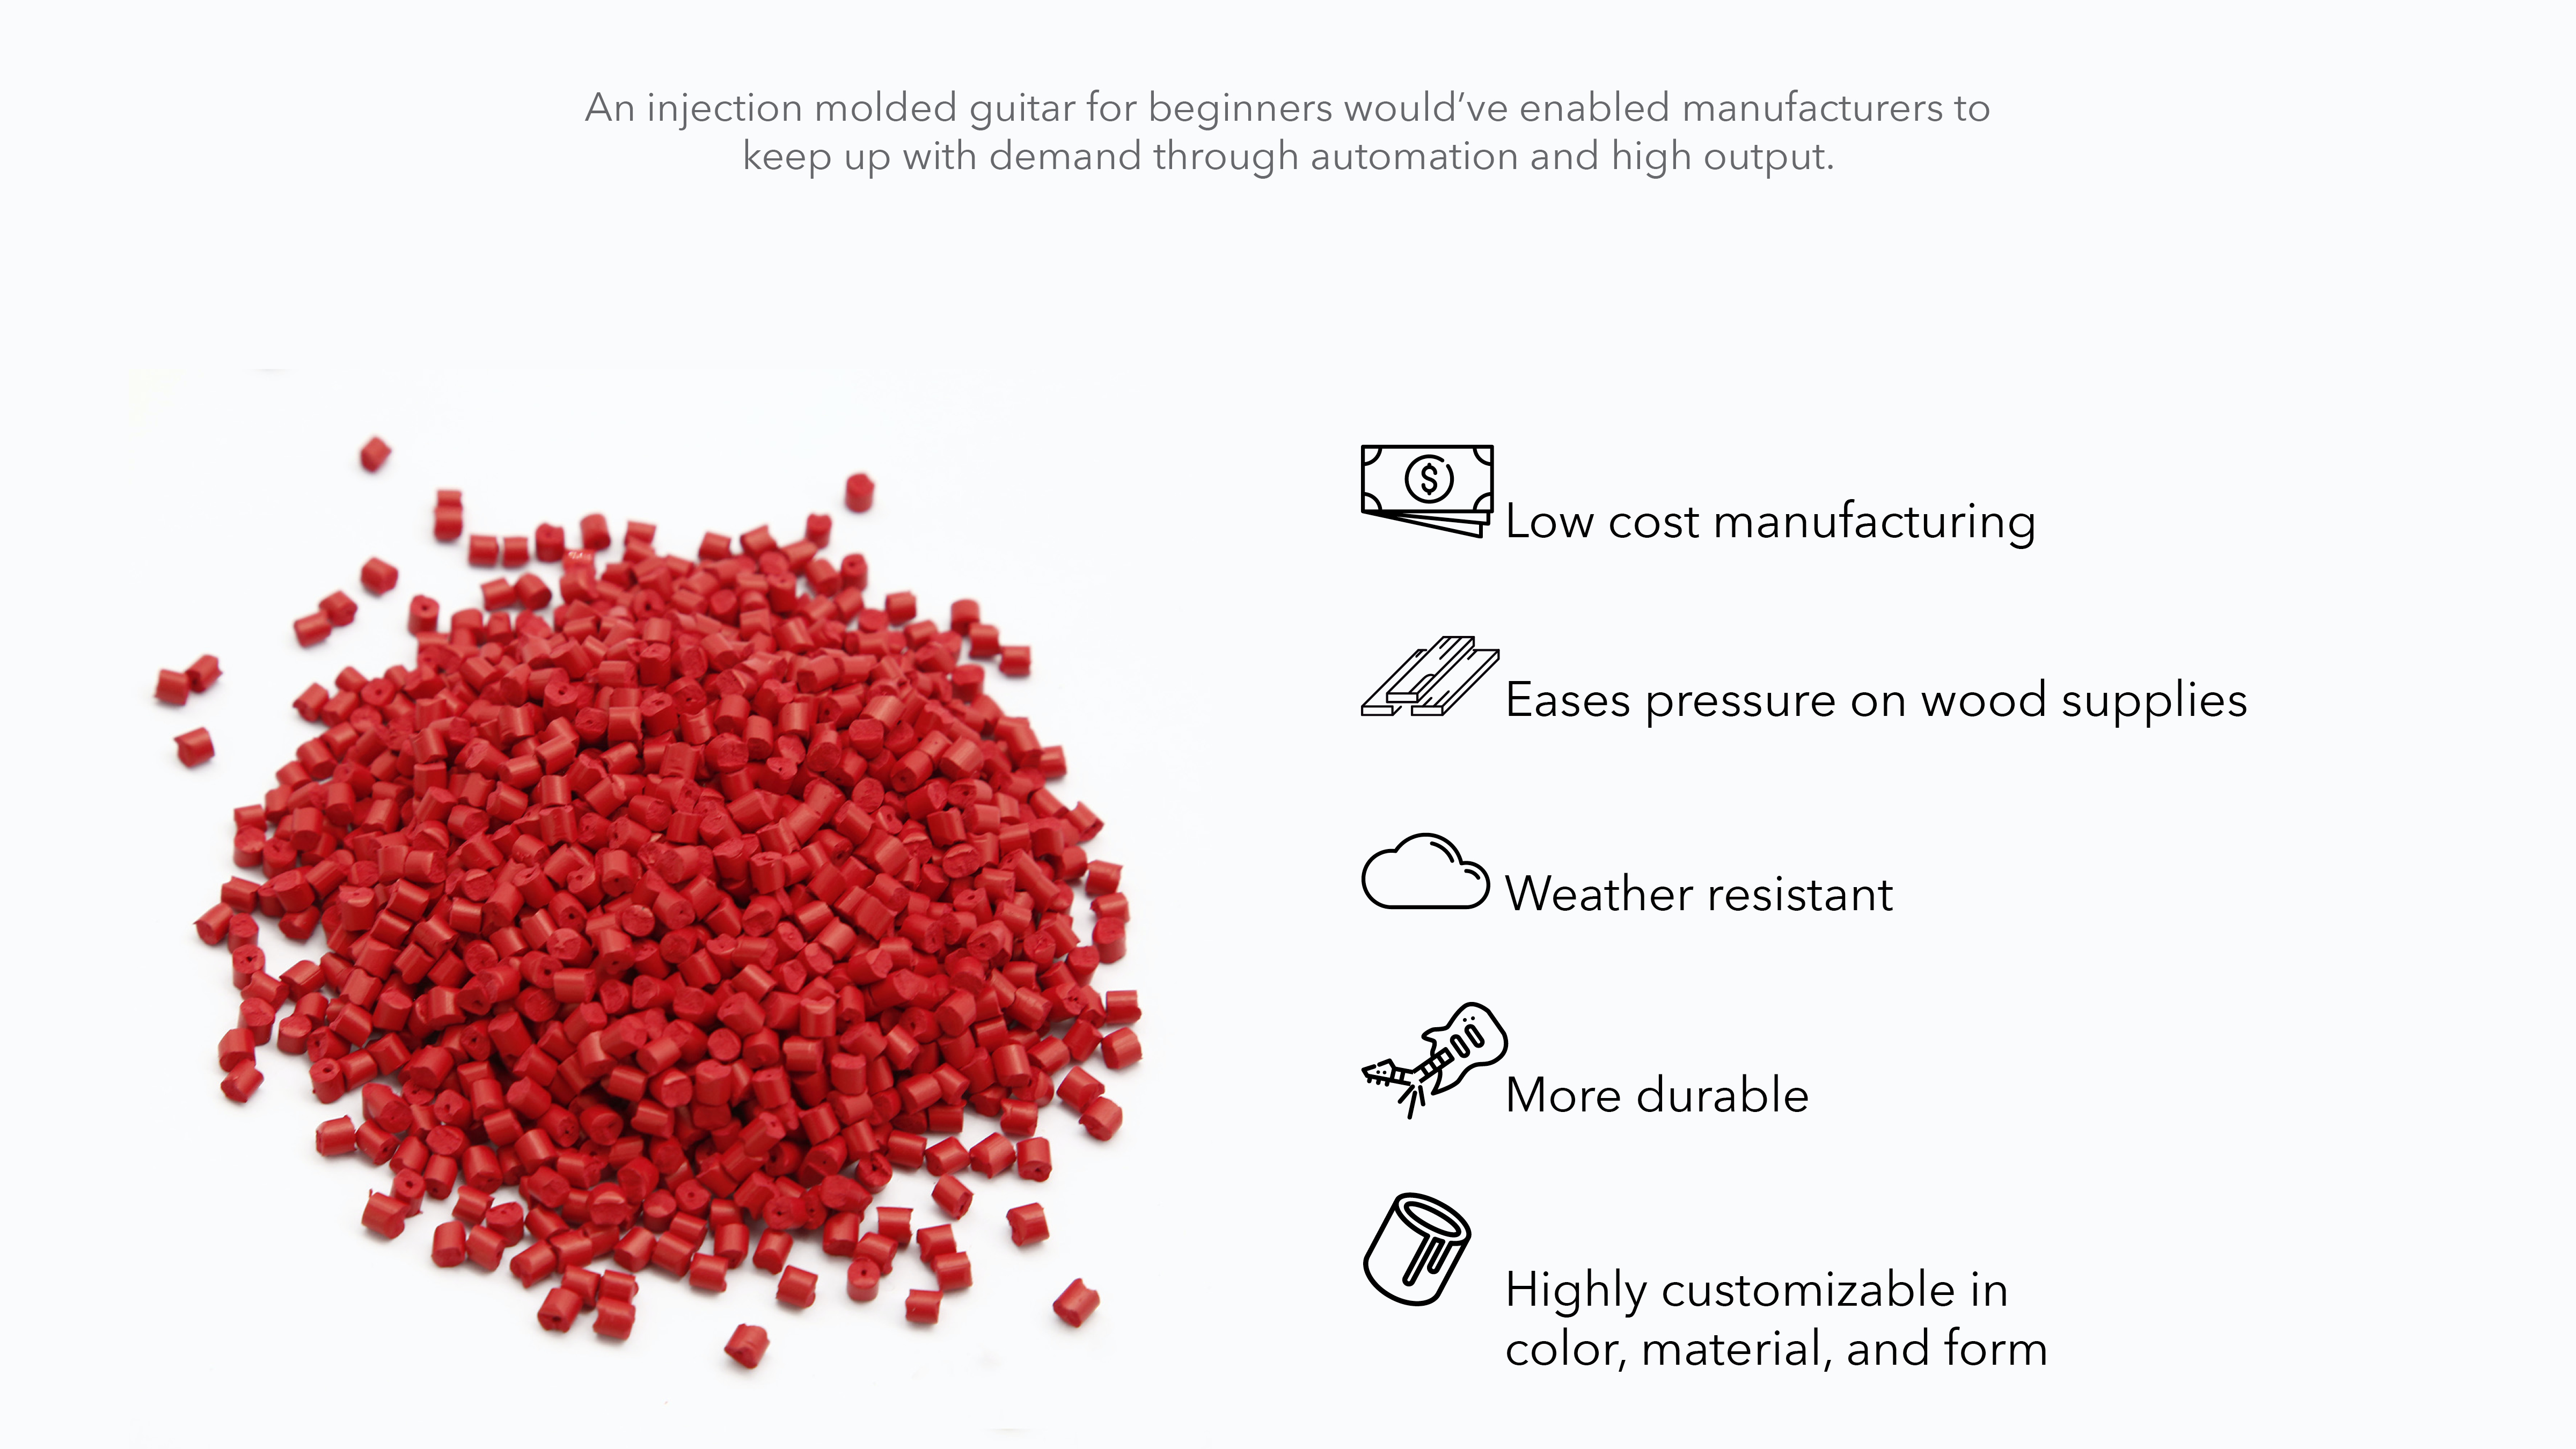 An injection molded guitar for beginners would’ve enabled manufacturers to
keep up with demand through automation and high output.
$
Low cost manufacturing
Eases pressure on wood supplies
Weather resistant
More durable
Highly customizable in
color, material, and form